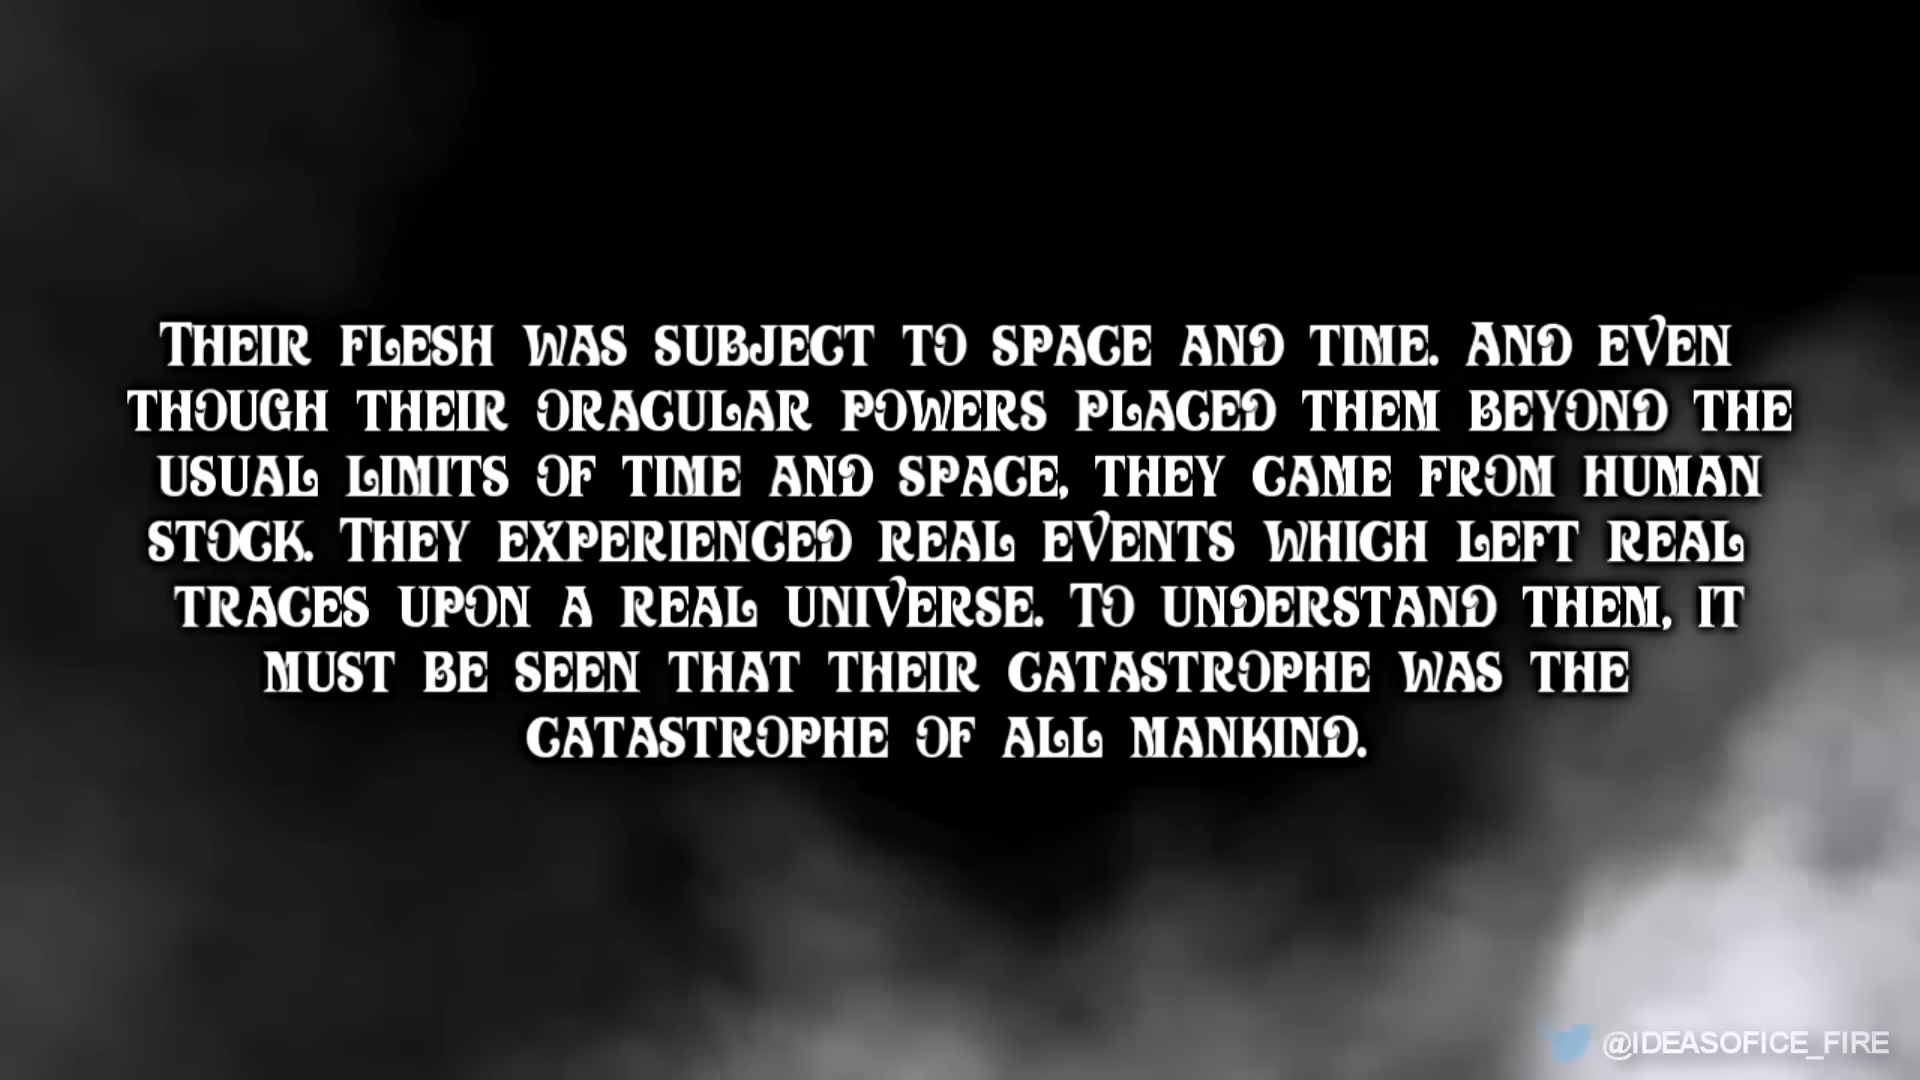 Their flesh was subject to space and time. And even
though their oracular powers placed them beyond the
usual limits of time and space, they came from human
stock. They experienced real events which left real
traces upon a real universe. To understand them, it
must be seen that their catastrophe was the
catastrophe of all mankind.
@IDEASOFICE_FIRE